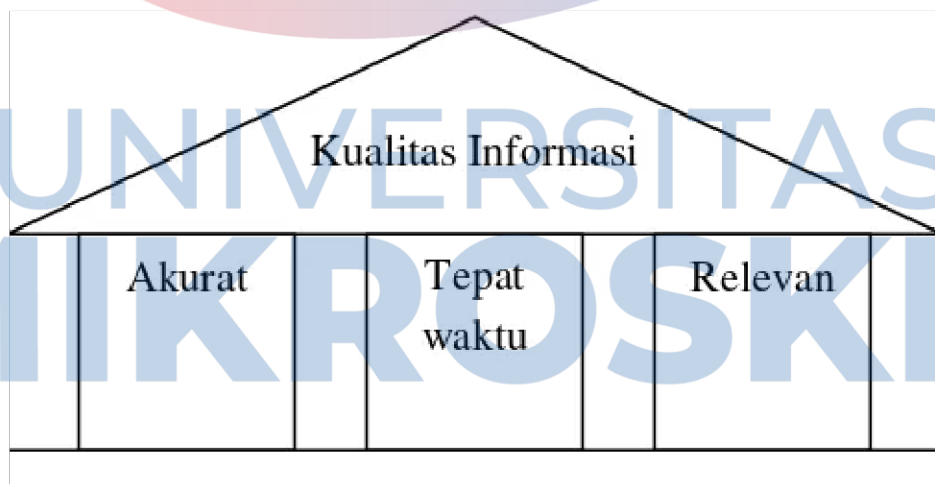 UNIVERSITAS
MIKROSKIL
Kualitas Informasi
Akurat
Tepat
waktu
Relevan